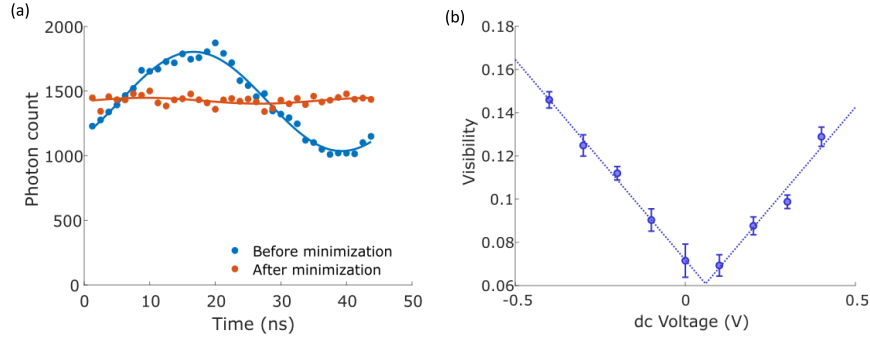 (a)
2000
1500
1000
500
0
Photon count
0
10
20
30
40
50
Time (ns)
Before minimization
After minimization
(b)
0.18
0.16
0.14
0.12
0.1
0.08
0.06
Visibility
-0.5
0
0.5
dc Voltage (V)